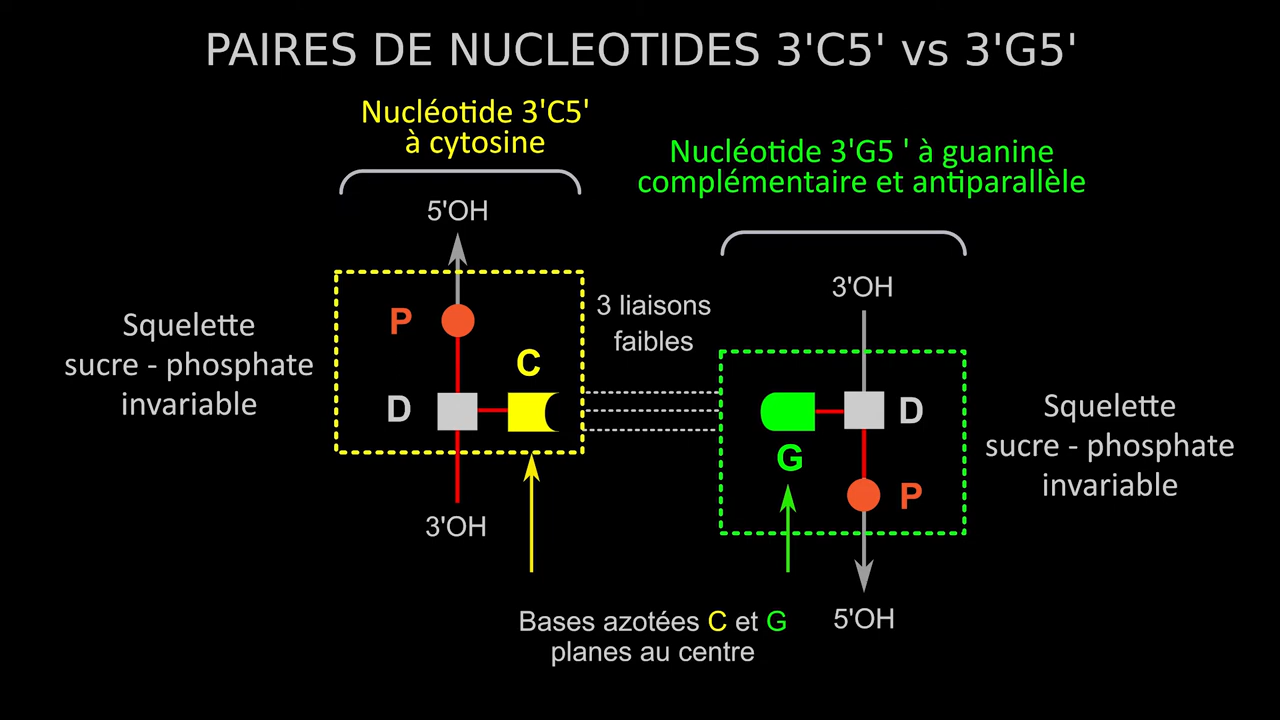 PAIRES DE NUCLEOTIDES 3'C5' vs 3'G5'
Nucléotide 3'C5'
à cytosine
Nucléotide 3'G5 ' à guanine
complémentaire et antiparallèle
5'OH
3'OH
Squelette
sucre - phosphate
invariable
P
C
D
3'OH
3 liaisons
faibles
G
D
P
Squelette
sucre - phosphate
invariable
Bases azotées C et G
planes au centre
5'OH